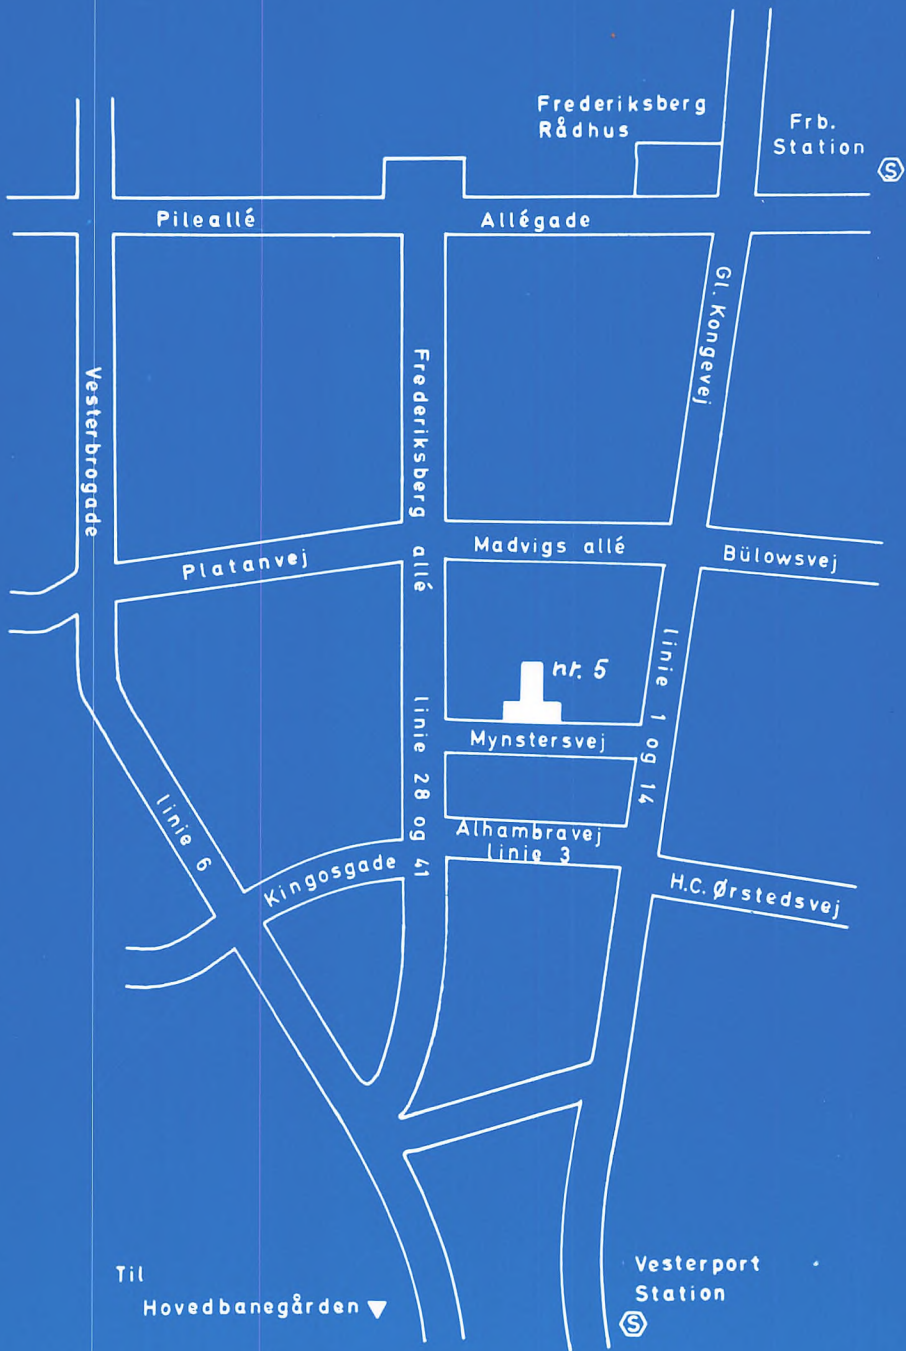 Frederiksberg
Rådhus
Frb.
Station
S
Pileallé
Allégade
Gl. Kongevej
Vesterbrogade
Frederiksberg allé
Platanvej
Madvigs allé
Bülowsvej
nr. 5
linie 1 og 14
linie 28 og 41
Mynstersvej
linie 6
Alhambravej
linie 3
Kingosgade
H.C. Ørstedsvej
Til
Hovedbanegården
Vesterport
Station
S